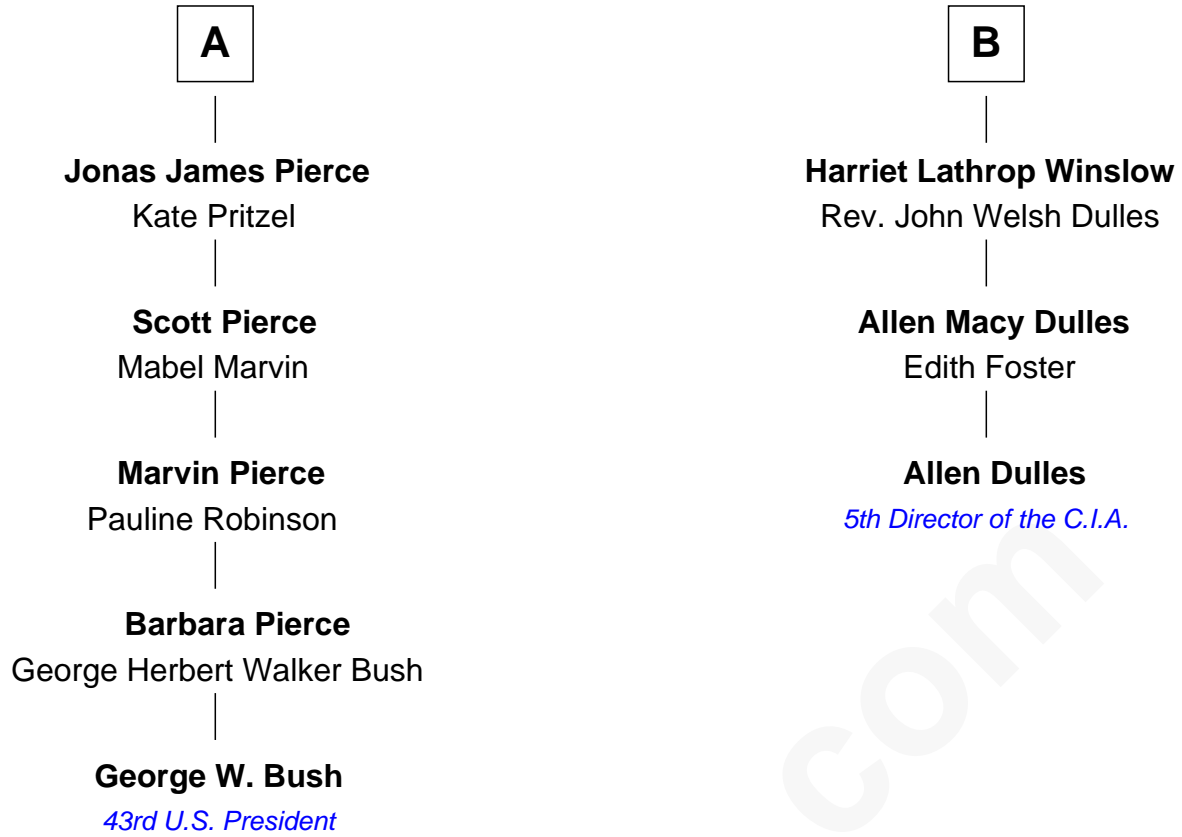 A
Jonas James Pierce
Kate Pritzel
Scott Pierce
Mabel Marvin
Marvin Pierce
Pauline Robinson
Barbara Pierce
George Herbert Walker Bush
George W. Bush
43rd U.S. President
B
Harriet Lathrop Winslow
Rev. John Welsh Dulles
Allen Macy Dulles
Edith Foster
Allen Dulles
5th Director of the C.I.A.
com